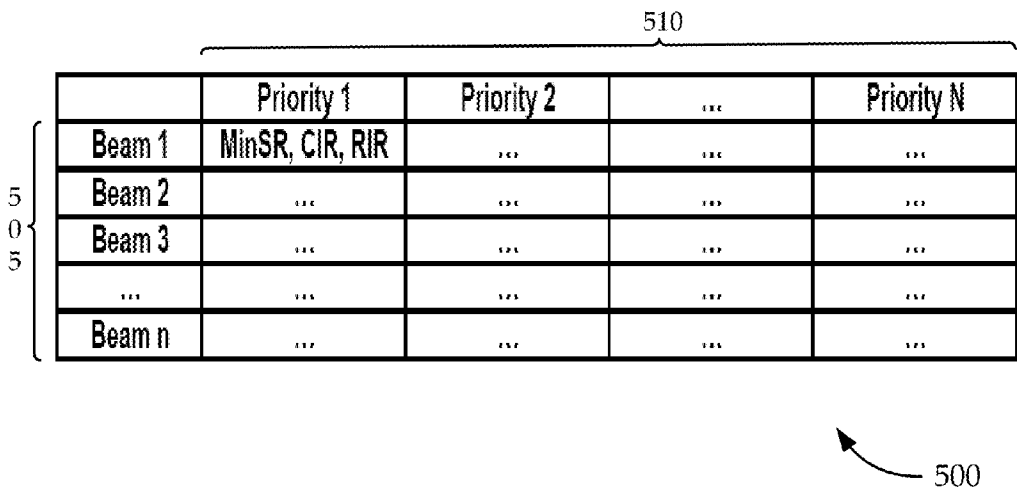 510
Priority 1 Priority 2 ... Priority N
Beam 1 MinSR, CIR, RIR ... ... ...
Beam 2 ... ... ... ...
Beam 3 ... ... ... ...
... ... ... ... ...
Beam n ... ... ... ...
505
500